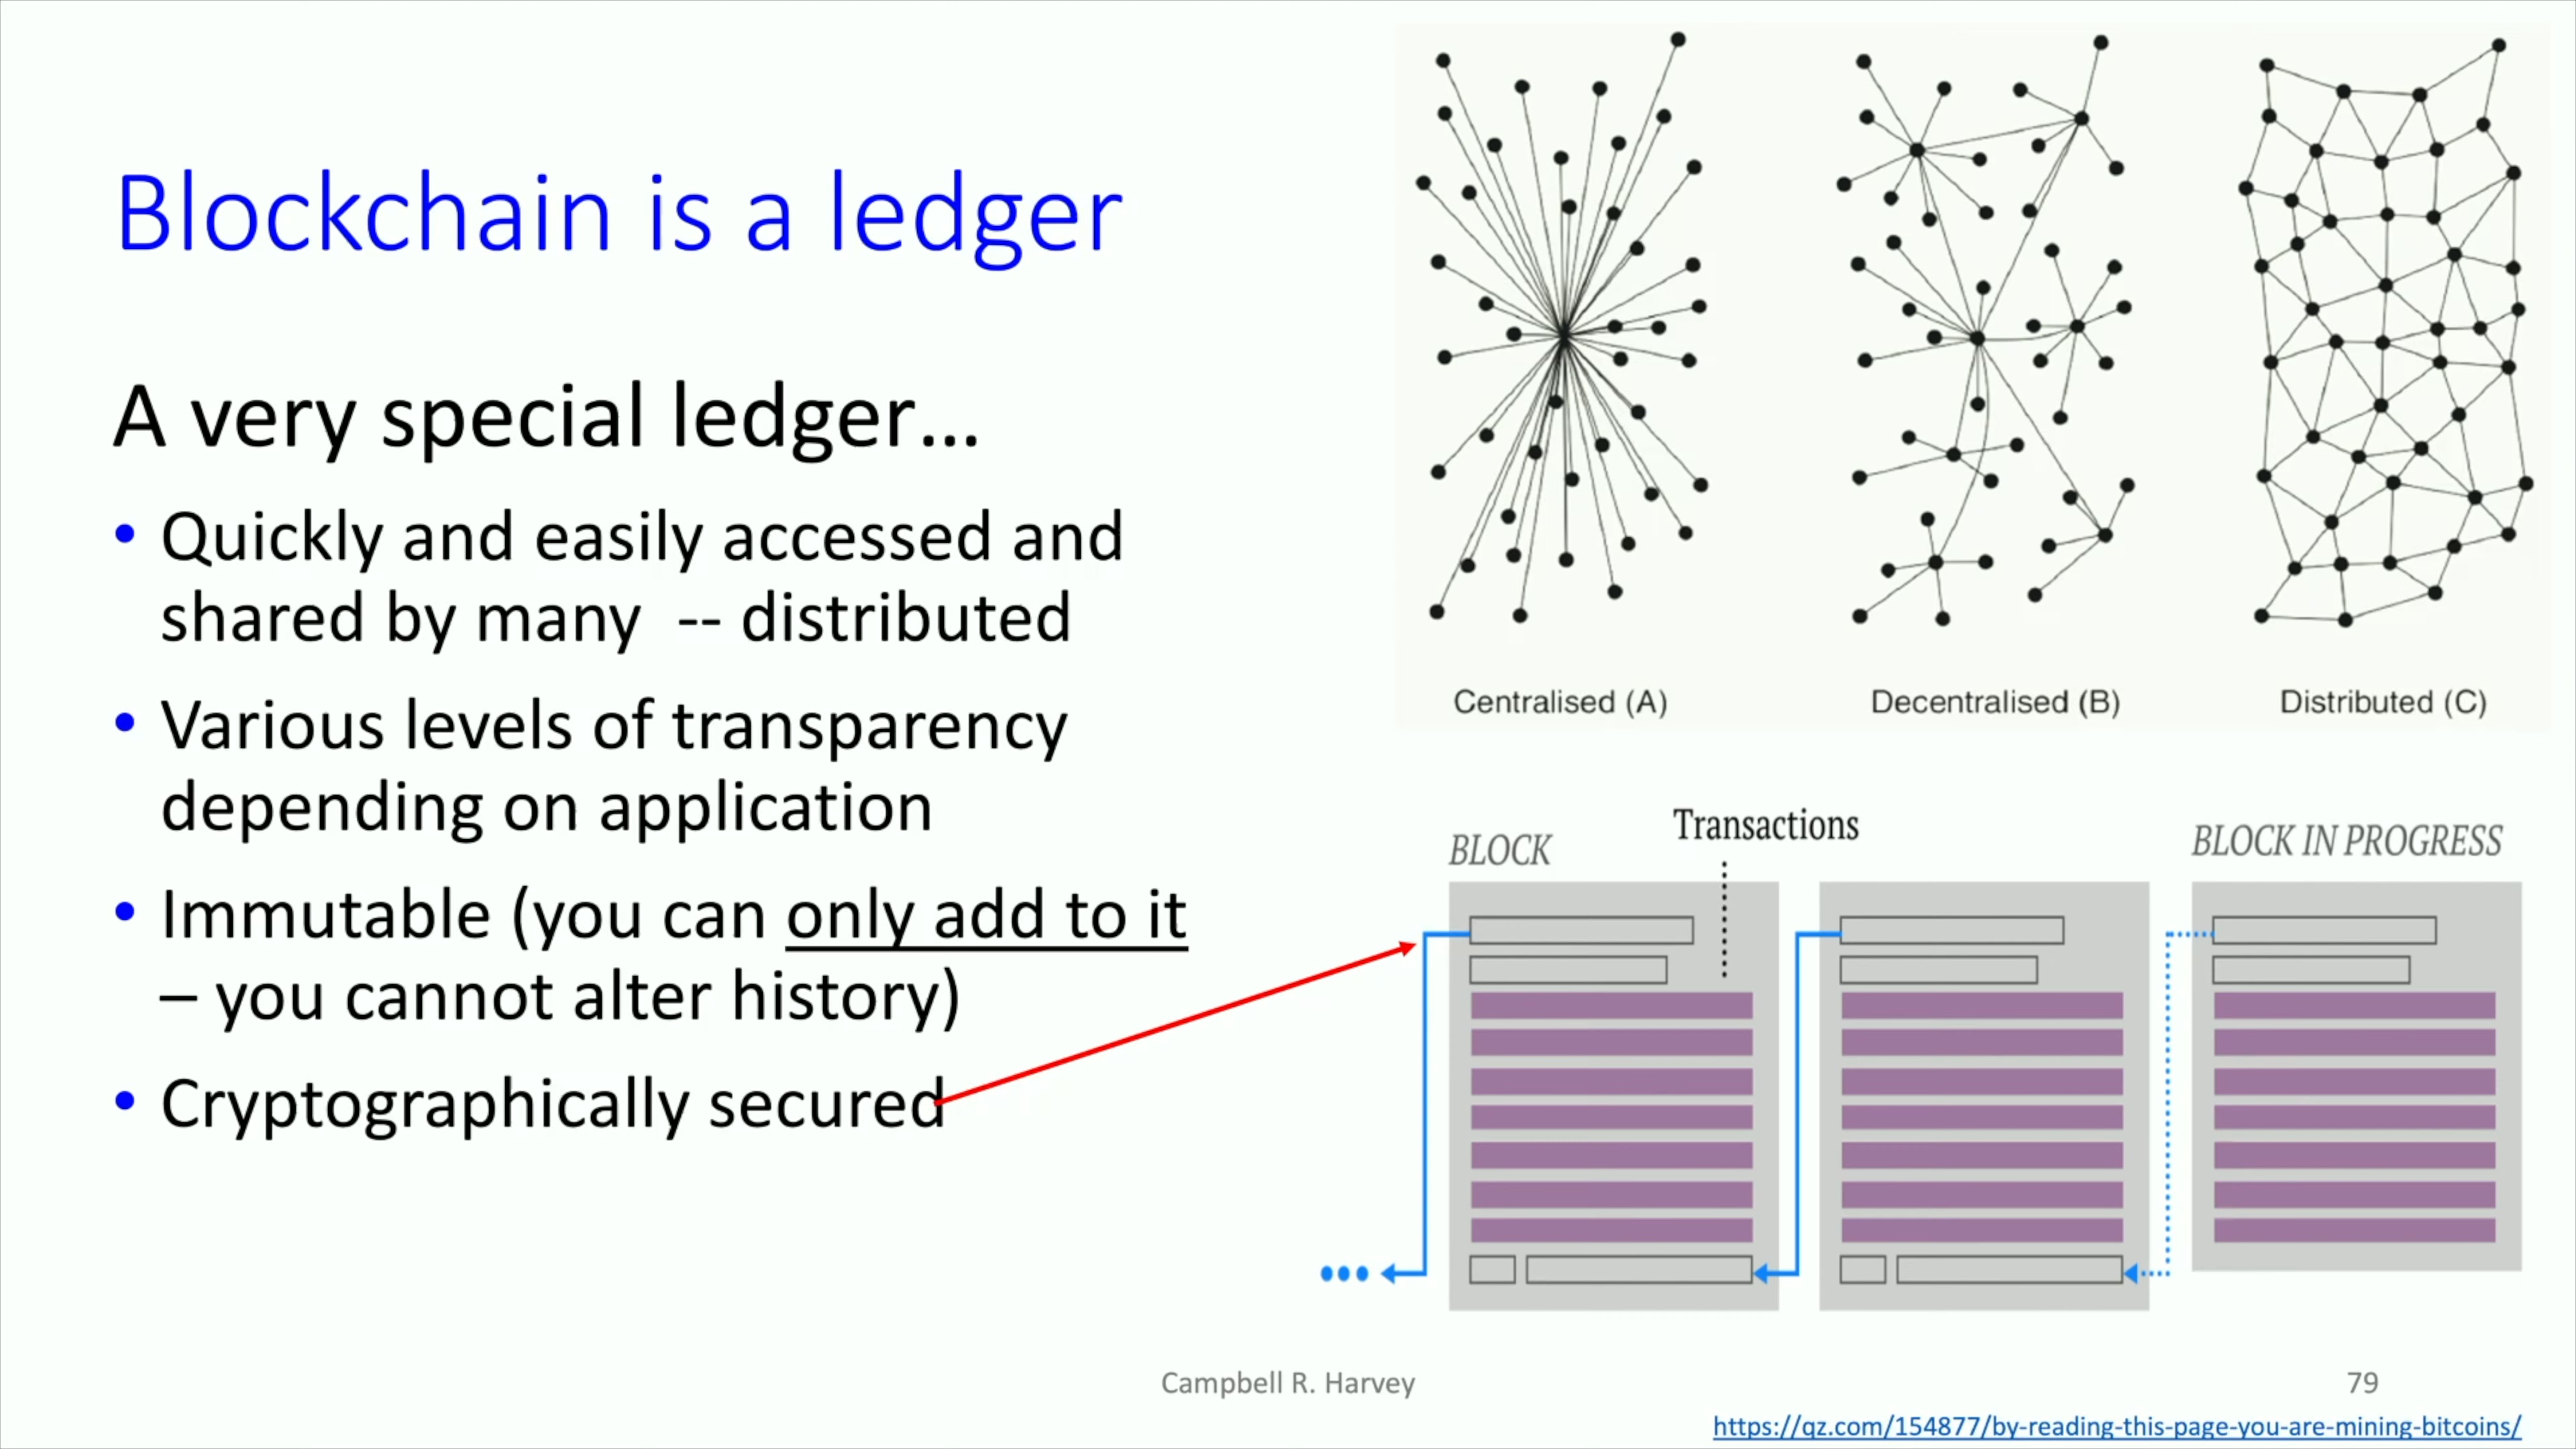 Blockchain is a ledger
A very special ledger...
• Quickly and easily accessed and
shared by many  -- distributed
• Various levels of transparency
depending on application
• Immutable (you can only add to it
– you cannot alter history)
• Cryptographically secured
Centralised (A)
Decentralised (B)
Distributed (C)
BLOCK
Transactions
BLOCK IN PROGRESS
Campbell R. Harvey
79
https://qz.com/154877/by-reading-this-page-you-are-mining-bitcoins/